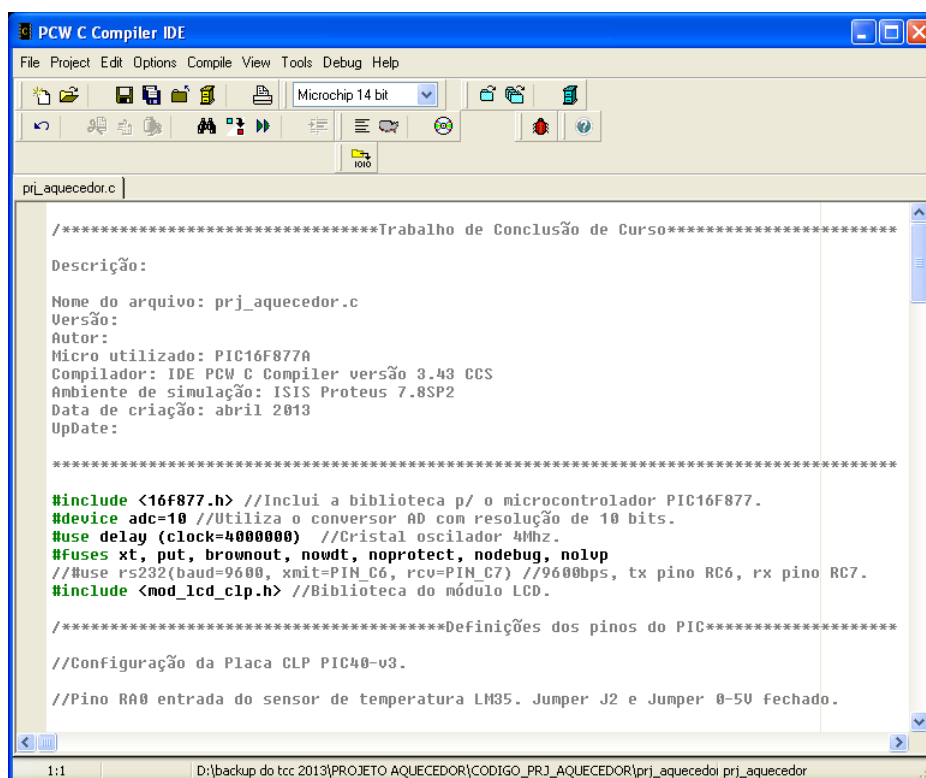 PCW C Compiler IDE
File Project Edit Options Compile View Tools Debug Help
Microchip 14 bit
1010
prj_aquecedor.c
/*********************************Trabalho de Conclusão de Curso************************
Descrição:
Nome do arquivo: prj_aquecedor.c
Versão:
Autor:
Micro utilizado: PIC16F877A
Compilador: IDE PCW C Compiler versão 3.43 CCS
Ambiente de simulação: ISIS Proteus 7.8SP2
Data de criação: abril 2013
UpDate:
****************************************************************************************
#include <16f877.h> //Inclui a biblioteca p/ o microcontrolador PIC16F877.
#device adc=10 //Utiliza o conversor AD com resolução de 10 bits.
#use delay (clock=4000000)  //Cristal oscilador 4Mhz.
#fuses xt, put, brownout, nowdt, noprotect, nodebug, nolvp
//#use rs232(baud=9600, xmit=PIN_C6, rcv=PIN_C7) //9600bps, tx pino RC6, rx pino RC7.
#include <mod_lcd_clp.h> //Biblioteca do módulo LCD.
/****************************************Definições dos pinos do PIC********************
//Configuração da Placa CLP PIC40-v3.
//Pino RA0 entrada do sensor de temperatura LM35. Jumper J2 e Jumper 0-5V fechado.
1:1 D:\backup do tcc 2013\PROJETO AQUECEDOR\CODIGO_PRJ_AQUECEDOR\prj_aquecedoi prj_aquecedor